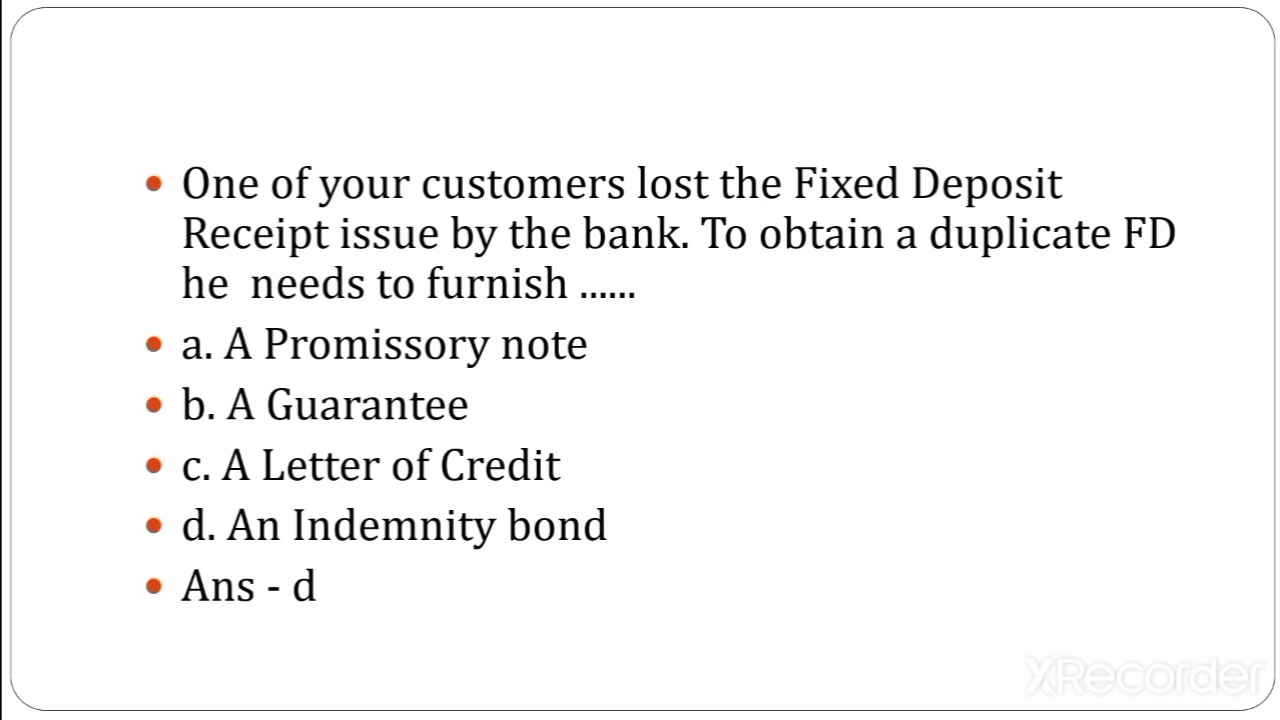 • One of your customers lost the Fixed Deposit
Receipt issue by the bank. To obtain a duplicate FD
he  needs to furnish ......
• a. A Promissory note
• b. A Guarantee
• c. A Letter of Credit
• d. An Indemnity bond
• Ans - d
XRecorder